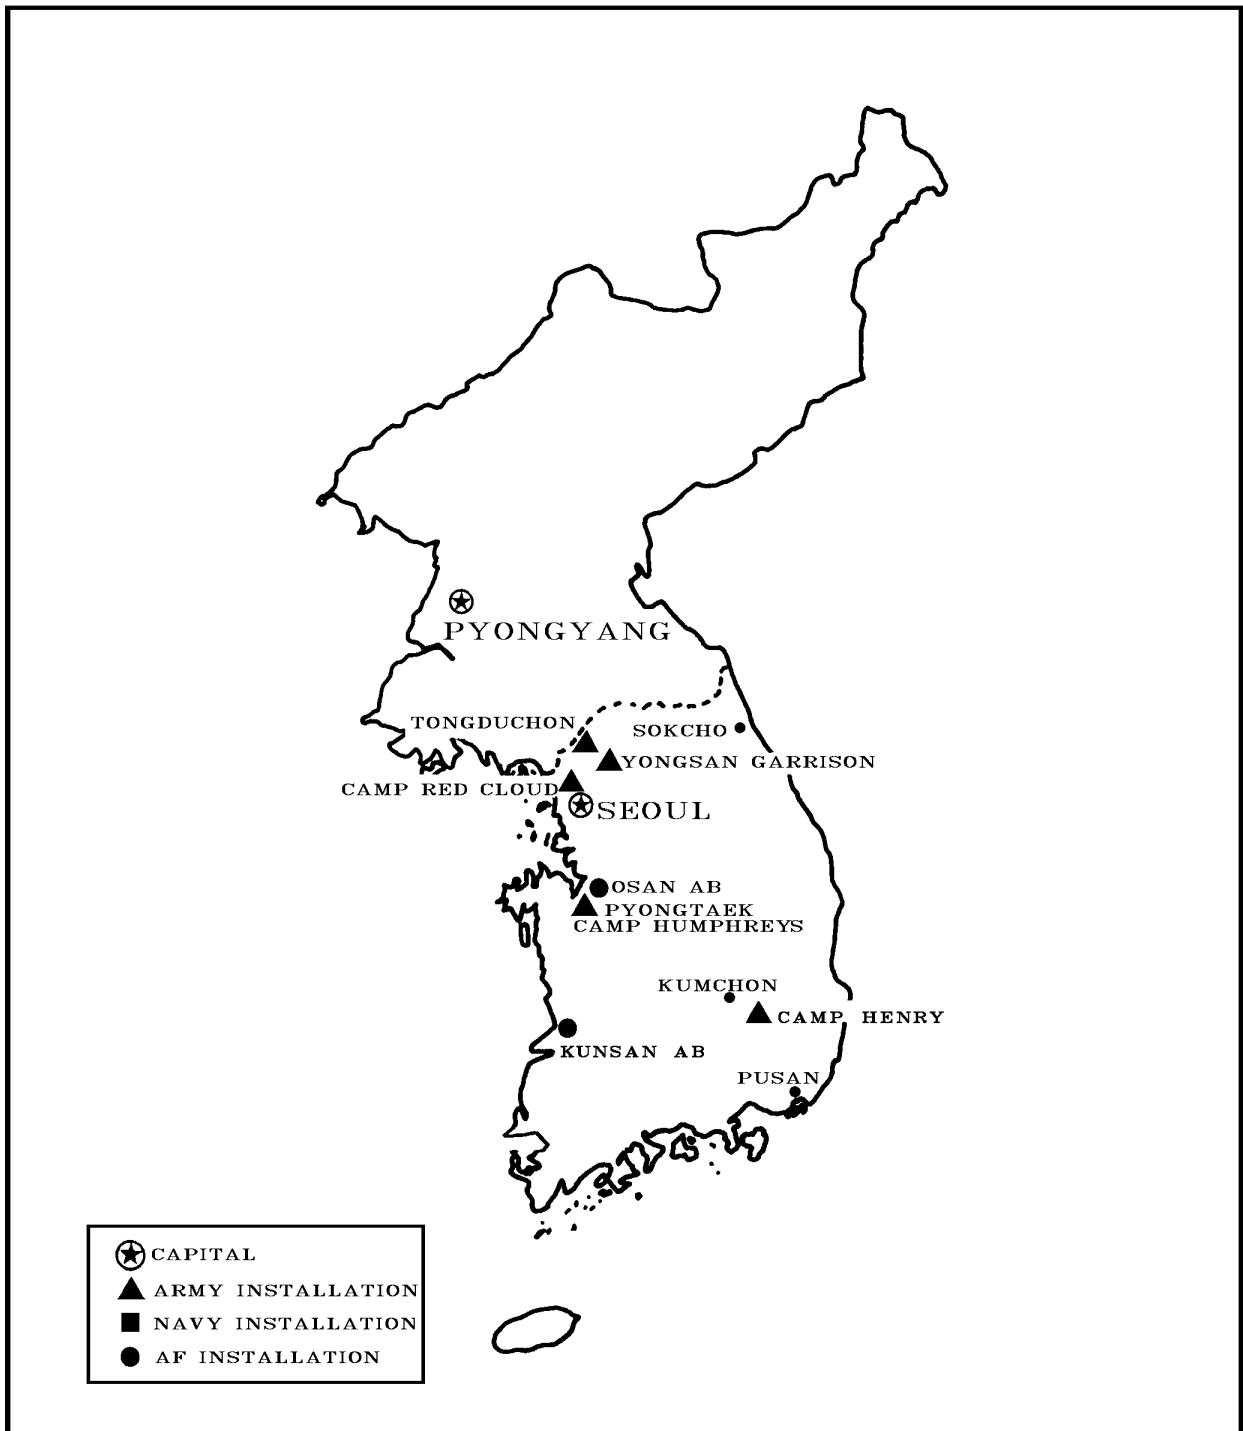 PYONGYANG
TONGDUCHON
SOKCHO
YONGSAN GARRISON
CAMP RED CLOUD
SEOUL
OSAN AB
PYONGTAEK
CAMP HUMPHREYS
KUMCHON
CAMP HENRY
KUNSAN AB
PUSAN
CAPITAL
ARMY INSTALLATION
NAVY INSTALLATION
AF INSTALLATION